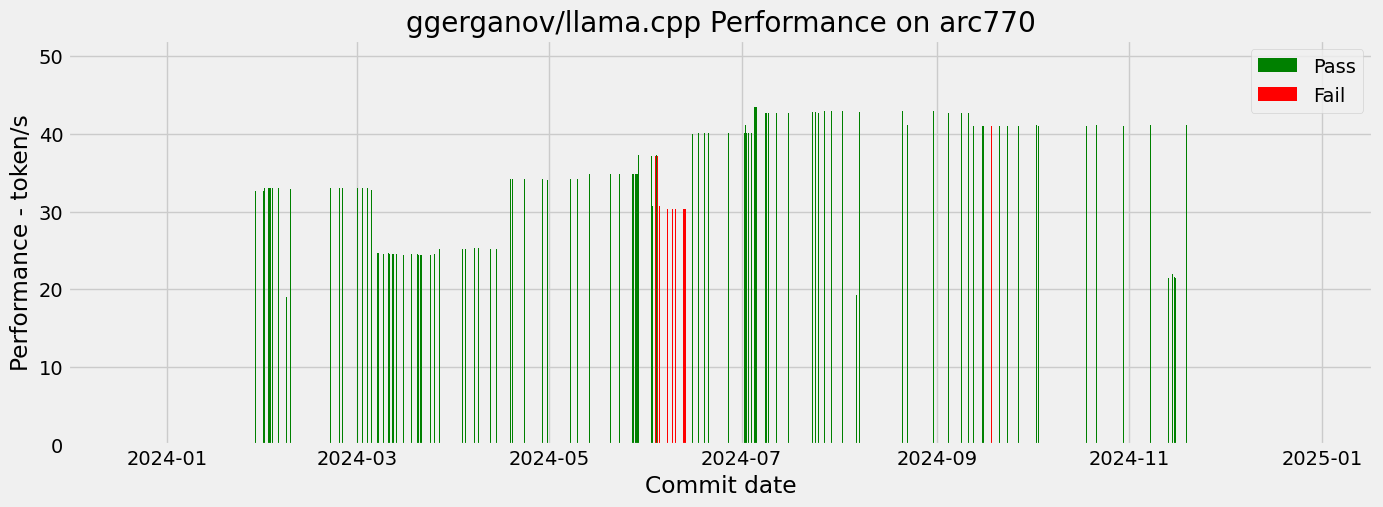 ggerganov/llama.cpp Performance on arc770
Performance - token/s
50
40
30
20
10
0
Pass
Fail
2024-01
2024-03
2024-05
2024-07
2024-09
2024-11
2025-01
Commit date